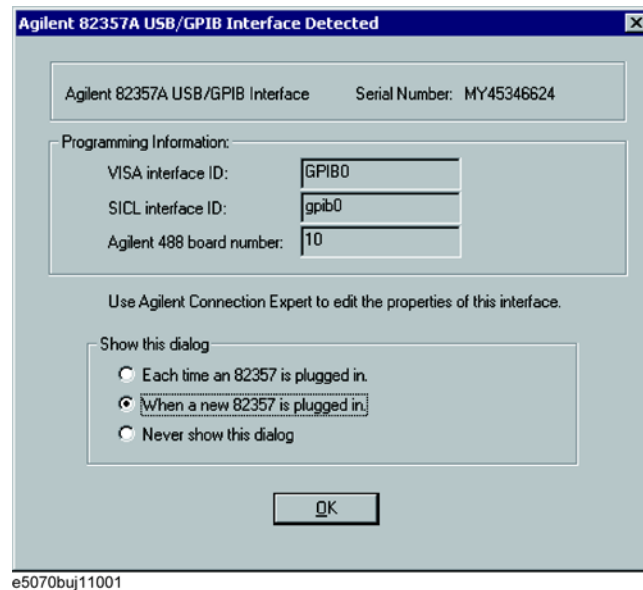 Agilent 82357A USB/GPIB Interface Detected
Agilent 82357A USB/GPIB Interface Serial Number: MY45346624
Programming Information:
VISA interface ID: GPIB0
SICL interface ID: gpib0
Agilent 488 board number: 10
Use Agilent Connection Expert to edit the properties of this interface.
Show this dialog
Each time an 82357 is plugged in.
When a new 82357 is plugged in.
Never show this dialog
OK
e5070buj11001